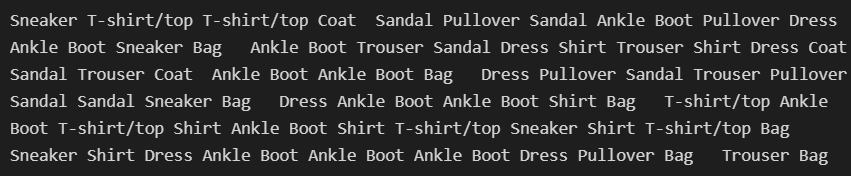 Sneaker T-shirt/top T-shirt/top Coat  Sandal Pullover Sandal Ankle Boot Pullover Dress
Ankle Boot Sneaker Bag   Ankle Boot Trouser Sandal Dress Shirt Trouser Shirt Dress Coat
Sandal Trouser Coat  Ankle Boot Ankle Boot Bag   Dress Pullover Sandal Trouser Pullover
Sandal Sandal Sneaker Bag   Dress Ankle Boot Ankle Boot Shirt Bag   T-shirt/top Ankle
Boot T-shirt/top Shirt Ankle Boot Shirt T-shirt/top Sneaker Shirt T-shirt/top Bag
Sneaker Shirt Dress Ankle Boot Ankle Boot Ankle Boot Dress Pullover Bag   Trouser Bag